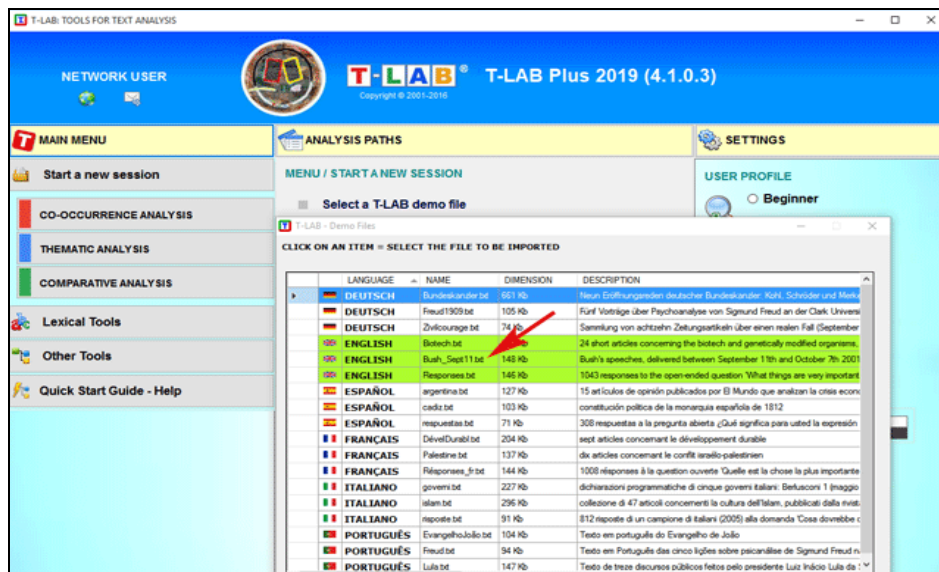 T-LAB: TOOLS FOR TEXT ANALYSIS
NETWORK USER
T-LAB®
Copyright © 2001-2016
T-LAB Plus 2019 (4.1.0.3)
MAIN MENU
ANALYSIS PATHS
SETTINGS
Start a new session
MENU / START A NEW SESSION
USER PROFILE
Select a T-LAB demo file
Beginner
CO-OCCURRENCE ANALYSIS
THEMATIC ANALYSIS
COMPARATIVE ANALYSIS
Lexical Tools
Other Tools
Quick Start Guide - Help
T-LAB - Demo Files
CLICK ON AN ITEM = SELECT THE FILE TO BE IMPORTED
LANGUAGE NAME DIMENSION DESCRIPTION
DEUTSCH Bundeskander.txt 661 Kb Neun Eröffnungsreden deutscher Bundeskander: Kohl, Schröder und Merke
DEUTSCH Freud1909.txt 105 Kb Fünf Vorträge über Psychoanalyse von Sigmund Freud an der Clark Universi
DEUTSCH Zivilcourage.txt 74 Kb Sammlung von achtzehn Zeitungsartikeln über einen realen Fall (September
ENGLISH Biotech.txt 24 short articles concerning the biotech and genetically modified organisms,
ENGLISH Bush_Sept11.txt 148 Kb Bush's speeches, delivered between September 11th and October 7th 2001
ENGLISH Responses.txt 146 Kb 1043 responses to the open-ended question 'What things are very important
ESPAÑOL argentina.txt 127 Kb 15 artículos de opinión publicados por El Mundo que analizan la crisis econó
ESPAÑOL cadiz.txt 103 Kb constitución política de la monarquia española de 1812
ESPAÑOL respuestas.txt 71 Kb 308 respuestas a la pregunta abierta ¿Qué significa para usted la expresión
FRANÇAIS DévelDurabl.txt 204 Kb sept articles concernant le développement durable
FRANÇAIS Palestine.txt 137 Kb dix articles concernant le conflit israélo-palestinien
FRANÇAIS Réponses_fr.txt 144 Kb 1008 réponses à la question ouverte 'Quelle est la chose la plus importante
ITALIANO governi.txt 227 Kb dichiarazioni programmatiche di cinque governi italiani: Berlusconi 1 (maggio
ITALIANO islam.txt 296 Kb collezione di 47 articoli concernenti la cultura dell'Islam, pubblicati dalla rivist
ITALIANO risposte.txt 91 Kb 812 risposte di un campione di italiani (2005) alla domanda 'Cosa dovrebbe
PORTUGUÊS EvangelhoJoão.txt 104 Kb Texto em português do Evangelho de João
PORTUGUÊS Freud.txt 94 Kb Texto em Português das cinco lições sobre psicanálise de Sigmund Freud
PORTUGUÊS Lula.txt 147 Kb Texto de treze discursos públicos feitos pelo presidente Luiz Inácio Lula da